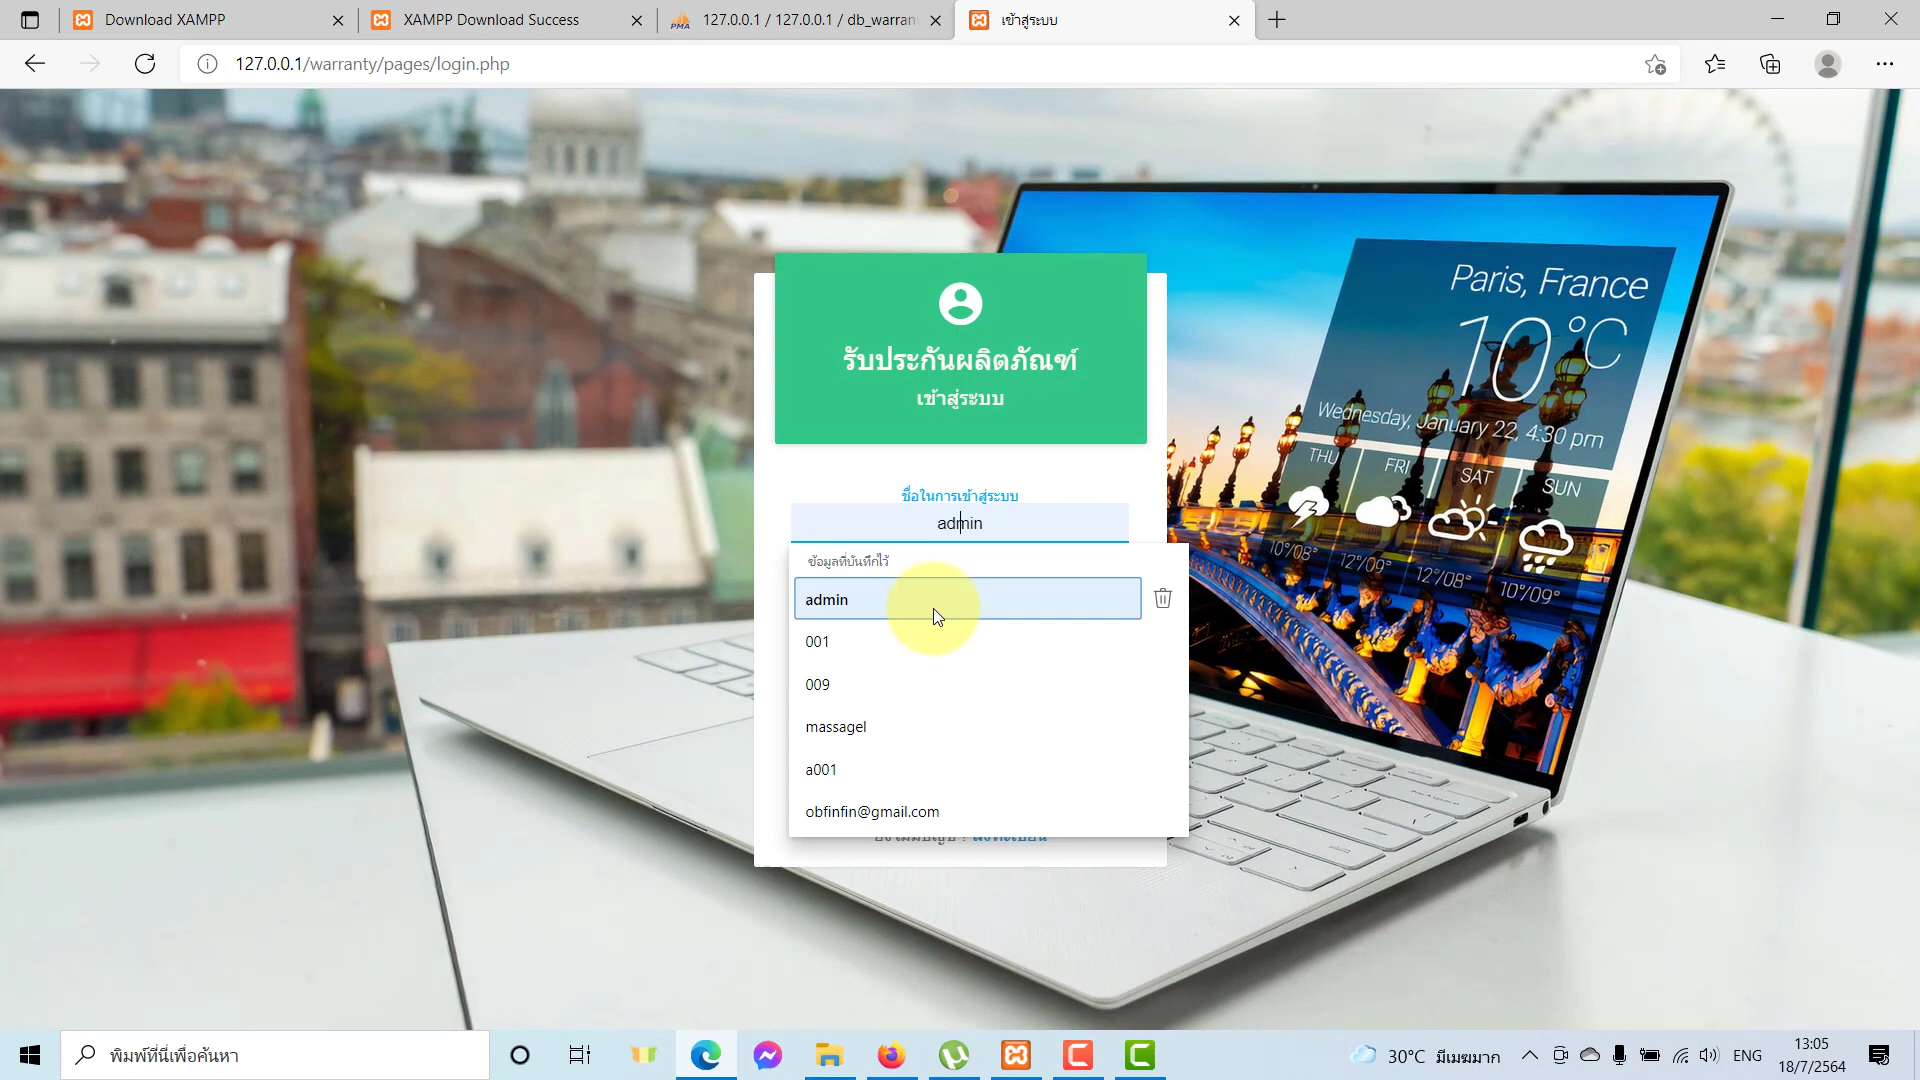 Download XAMPP
XAMPP Download Success
PMA
127.0.0.1 / 127.0.0.1 / db_warran
เข้าสู่ระบบ
127.0.0.1/warranty/pages/login.php
Paris, France
10°C
Wednesday, January 22, 4:30 pm
THU
FRI
SAT
SUN
10°/08°
12°/09°
12°/08°
10°/09°
รับประกันผลิตภัณฑ์
เข้าสู่ระบบ
ชื่อในการเข้าสู่ระบบ
admin
ข้อมูลที่บันทึกไว้
admin
001
009
massagel
a001
obfinfin@gmail.com
พิมพ์ที่นี่เพื่อค้นหา
30°C มีเมฆมาก
ENG
13:05
18/7/2564